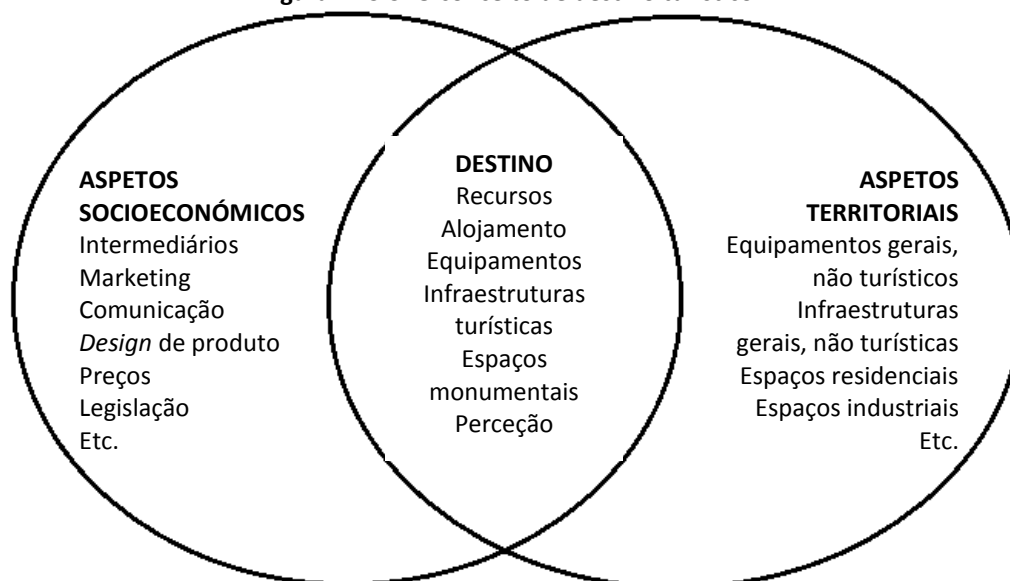 ASPETOS
SOCIOECONÓMICOS
Intermediários
Marketing
Comunicação
Design de produto
Preços
Legislação
Etc.
DESTINO
Recursos
Alojamento
Equipamentos
Infraestruturas
turísticas
Espaços
monumentais
Perceção
ASPETOS
TERRITORIAIS
Equipamentos gerais,
não turísticos
Infraestruturas
gerais, não turísticas
Espaços residenciais
Espaços industriais
Etc.